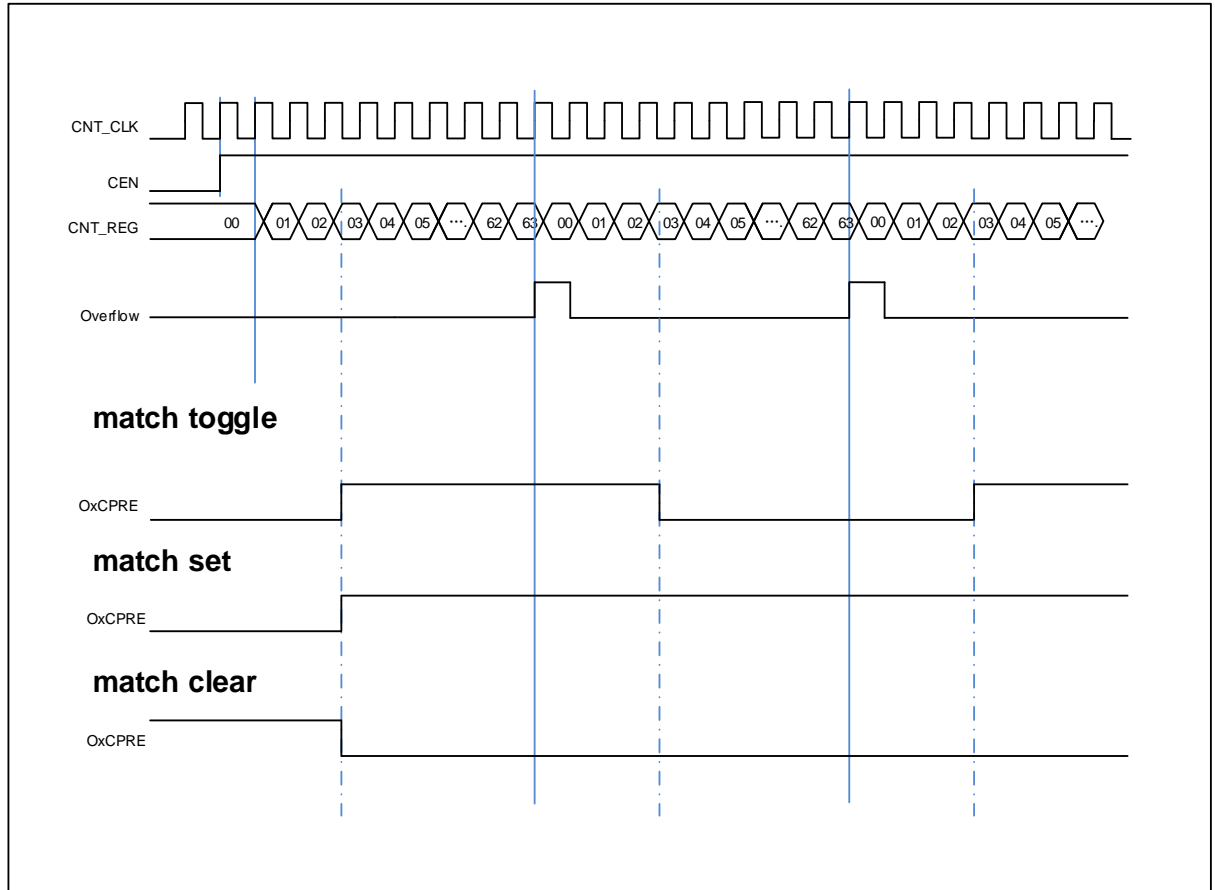 CNT_CLK
CEN
CNT_REG 00 01 02 03 04 05 ···. 62 63 00 01 02 03 04 05 ···. 62 63 00 01 02 03 04 05 ···.
Overflow
match toggle
OxCPRE
match set
OxCPRE
match clear
OxCPRE